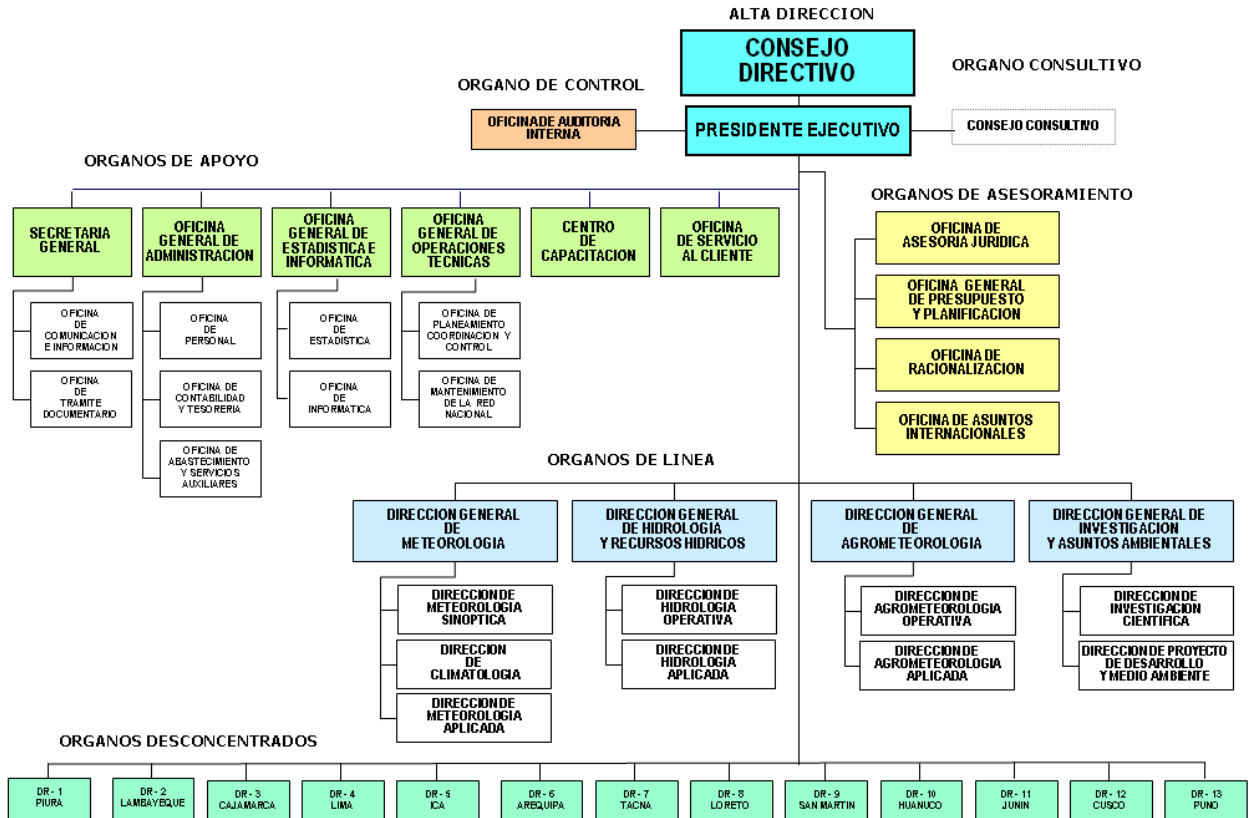 ALTA DIRECCION
CONSEJO
DIRECTIVO
ORGANO CONSULTIVO
ORGANO DE CONTROL
OFICINA DE AUDITORIA
INTERNA
PRESIDENTE EJECUTIVO
CONSEJO CONSULTIVO
ORGANOS DE APOYO
SECRETARIA
GENERAL
OFICINA
GENERAL DE
ADMINISTRACION
OFICINA
GENERAL DE
ESTADISTICA E
INFORMATICA
OFICINA
GENERAL DE
OPERACIONES
TECNICAS
CENTRO
DE
CAPACITACION
OFICINA
DE SERVICIO
AL CLIENTE
OFICINA
DE
COMUNICACION
E INFORMACION
OFICINA
DE
TRAMITE
DOCUMENTARIO
OFICINA
DE
PERSONAL
OFICINA DE
CONTABILIDAD
Y TESORERIA
OFICINA DE
ABASTECIMIENTO
Y SERVICIOS
AUXILIARES
OFICINA
DE
ESTADISTICA
OFICINA
DE
INFORMATICA
OFICINA DE
PLANEAMIENTO
COORDINACION Y
CONTROL
OFICINA DE
MANTENIMIENTO
DE LA RED
NACIONAL
ORGANOS DE ASESORAMIENTO
OFICINA DE
ASESORIA JURIDICA
OFICINA GENERAL
DE PRESUPUESTO
Y PLANIFICACION
OFICINA DE
RACIONALIZACION
OFICINA DE ASUNTOS
INTERNACIONALES
ORGANOS DE LINEA
DIRECCION GENERAL
DE
METEOROLOGIA
DIRECCION GENERAL
DE HIDROLOGIA
Y RECURSOS HIDRICOS
DIRECCION GENERAL
DE
AGROMETEOROLOGIA
DIRECCION GENERAL DE
INVESTIGACION
Y ASUNTOS AMBIENTALES
DIRECCION DE
METEOROLOGIA
SINOPTICA
DIRECCION
DE
CLIMATOLOGIA
DIRECCION DE
METEOROLOGIA
APLICADA
DIRECCION DE
HIDROLOGIA
OPERATIVA
DIRECCION DE
HIDROLOGIA
APLICADA
DIRECCION DE
AGROMETEOROLOGIA
OPERATIVA
DIRECCION DE
AGROMETEOROLOGIA
APLICADA
DIRECCION DE
INVESTIGACION
CIENTIFICA
DIRECCION DE PROYECTO
DE DESARROLLO
Y MEDIO AMBIENTE
ORGANOS DESCONCENTRADOS
DR - 1
PIURA
DR - 2
LAMBAYEQUE
DR - 3
CAJAMARCA
DR - 4
LIMA
DR - 5
ICA
DR - 6
AREQUIPA
DR - 7
TACNA
DR - 8
LORETO
DR - 9
SAN MARTIN
DR - 10
HUANUCO
DR - 11
JUNIN
DR - 12
CUSCO
DR - 13
PUNO